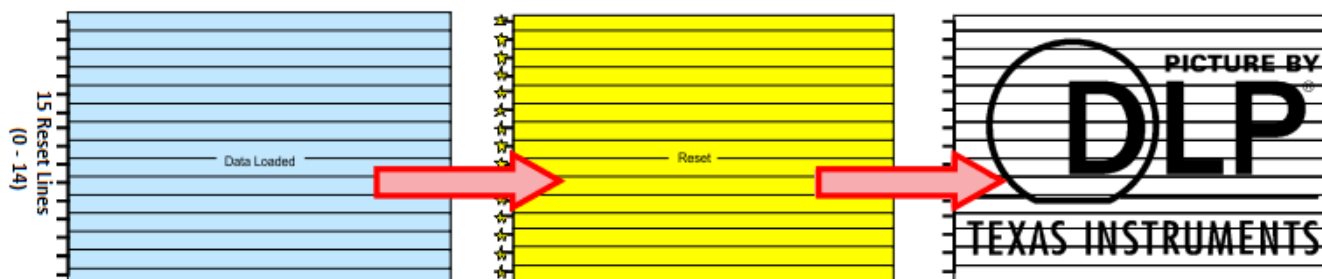 15 Reset Lines
(0 - 14)
Data Loaded
Reset
PICTURE BY
DLP®
TEXAS INSTRUMENTS